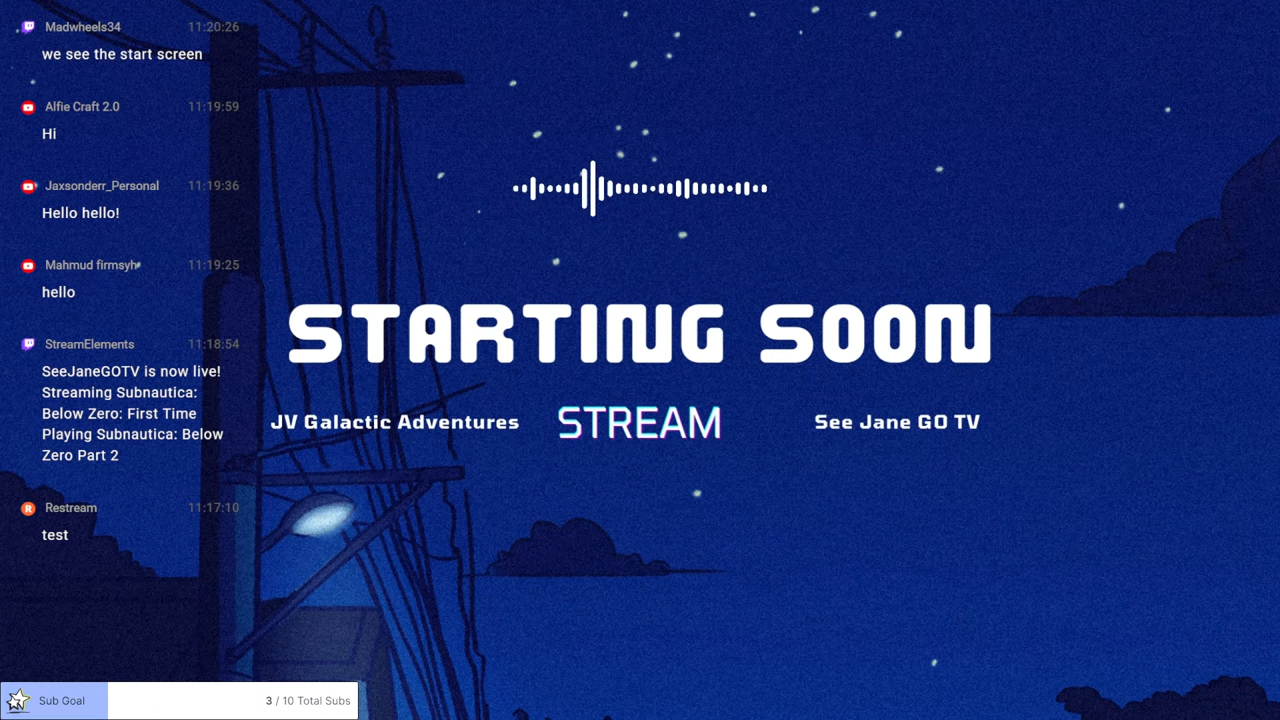 Madwheels34 11:20:26
we see the start screen
Alfie Craft 2.0 11:19:59
Hi
Jaxsonderr_Personal 11:19:36
Hello hello!
Mahmud firmsyh 11:19:25
hello
StreamElements 11:18:54
SeeJaneGOTV is now live!
Streaming Subnautica:
Below Zero: First Time
Playing Subnautica: Below
Zero Part 2
Restream 11:17:10
test
STARTING SOON
JV Galactic Adventures STREAM See Jane GO TV
Sub Goal 3 / 10 Total Subs